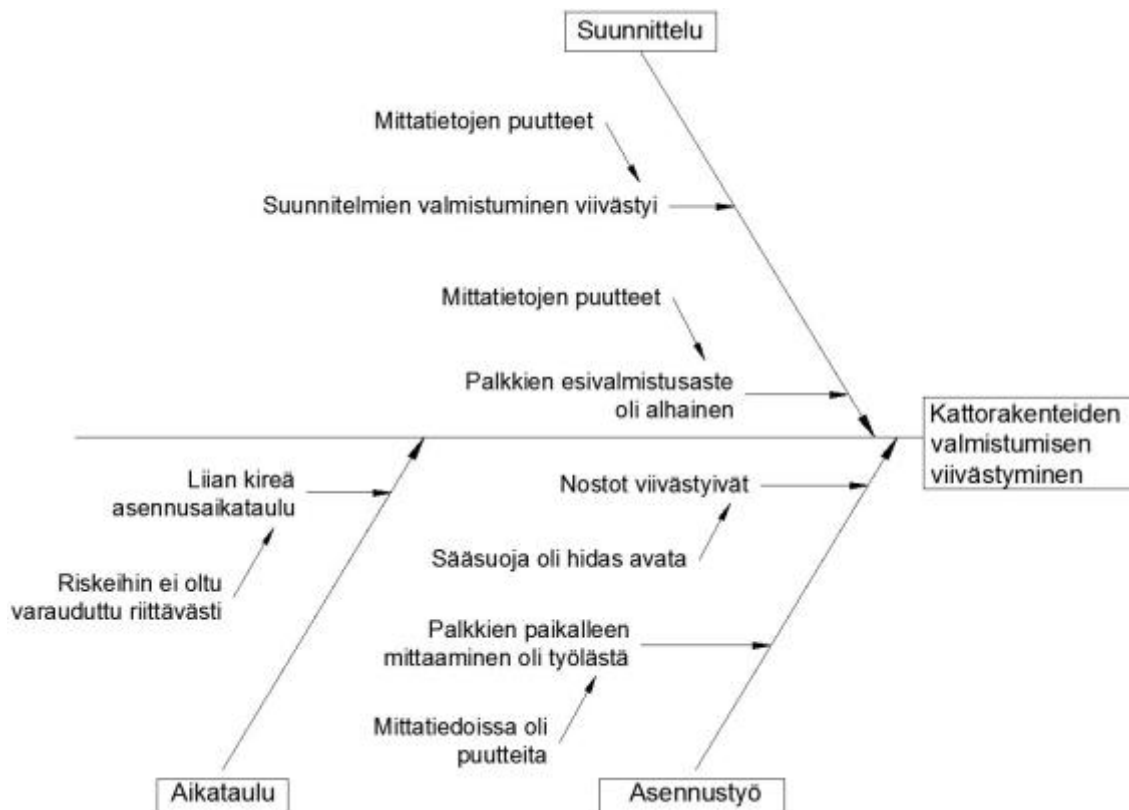 Suunnittelu
Mittatietojen puutteet
Suunnitelmien valmistuminen viivästyi
Mittatietojen puutteet
Palkkien esivalmistusaste
oli alhainen
Kattorakenteiden
valmistumisen
viivästyminen
Liian kireä
asennusaikataulu
Riskeihin ei oltu
varauduttu riittävästi
Nostot viivästyivät
Sääsuoja oli hidas avata
Palkkien paikalleen
mittaaminen oli työlästä
Mittatiedoissa oli
puutteita
Aikataulu
Asennustyö